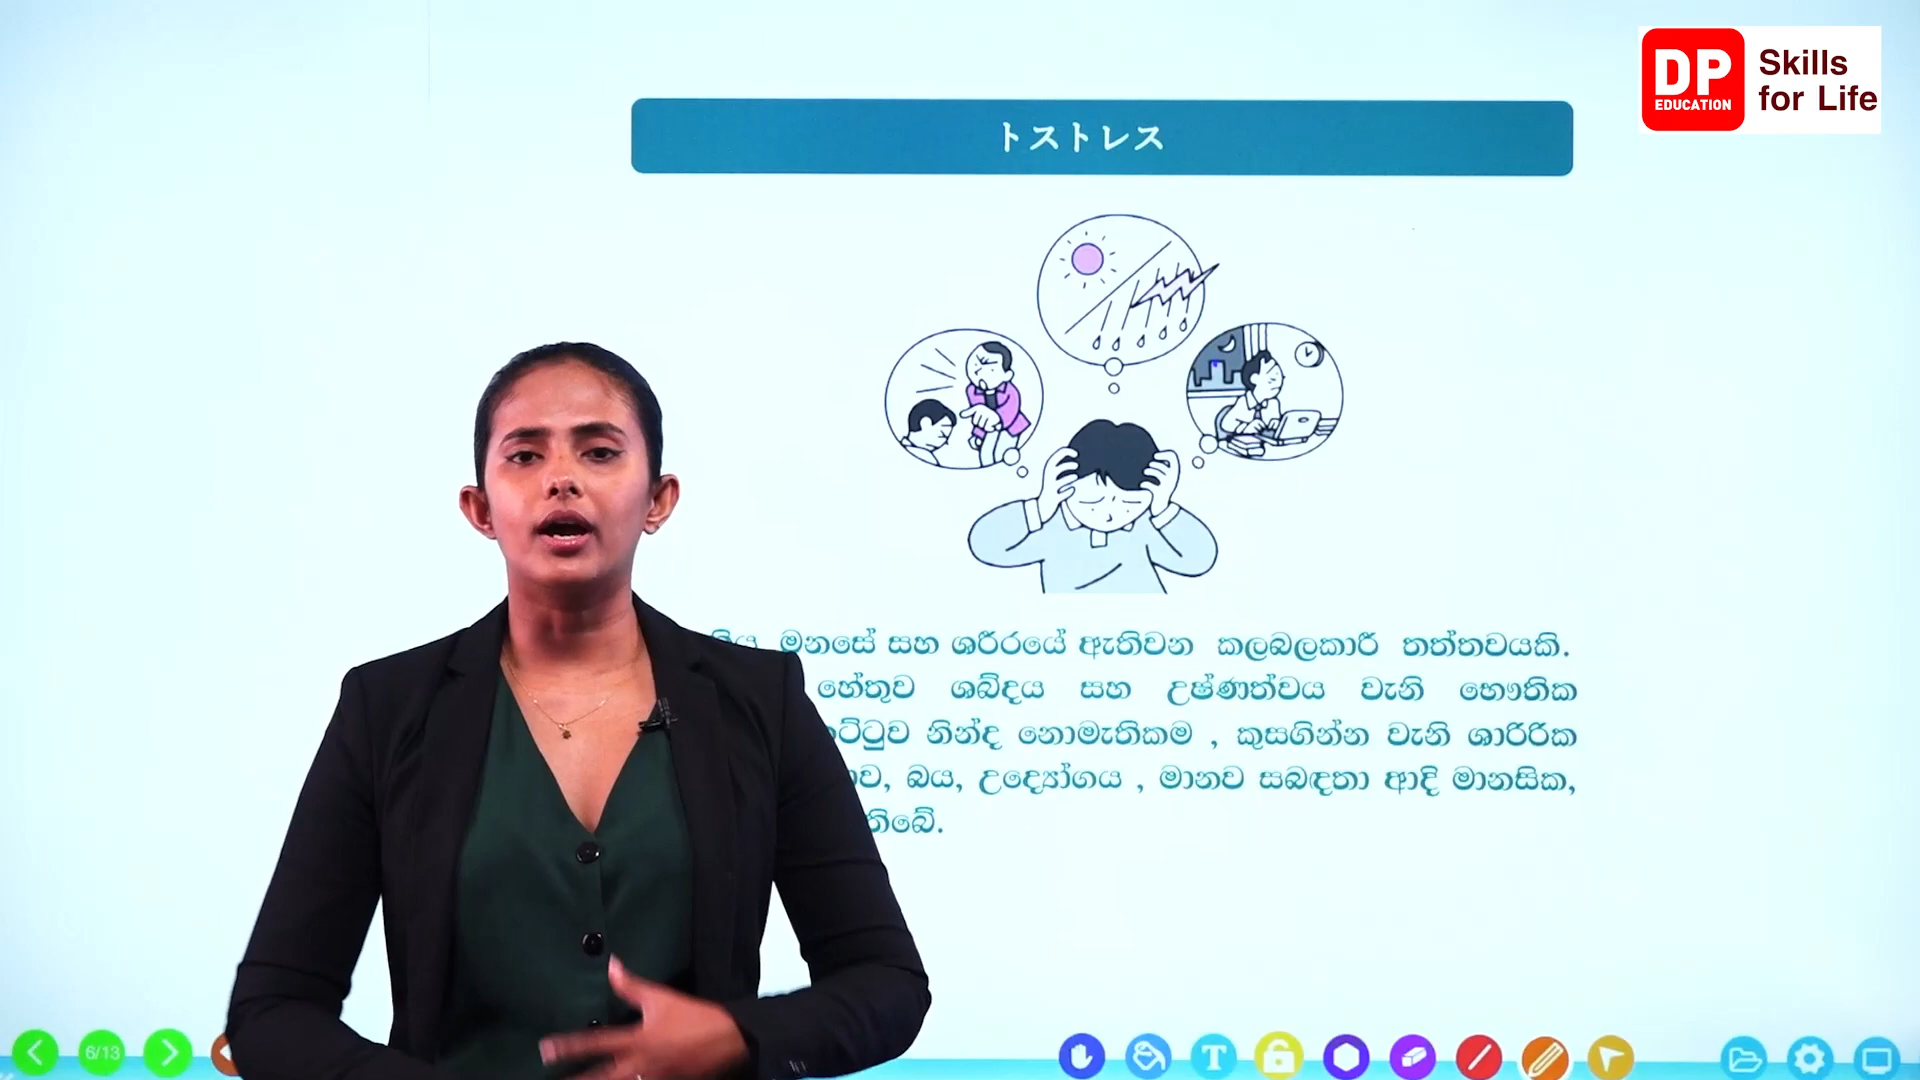 DP
EDUCATION
Skills
for Life
トストレス
මනසේ සහ ශරීරයේ ඇතිවන කලබලකාරී තත්තවයකි.
හේතුව ශබ්දය සහ උෂ්ණත්වය වැනි භෞතික
නින්ද නොමැතිකම , කුසගින්න වැනි ශාරීරික
බය, උද්‍යෝගය , මානව සබඳතා ආදි මානසික,
තිබේ.
6/13
T